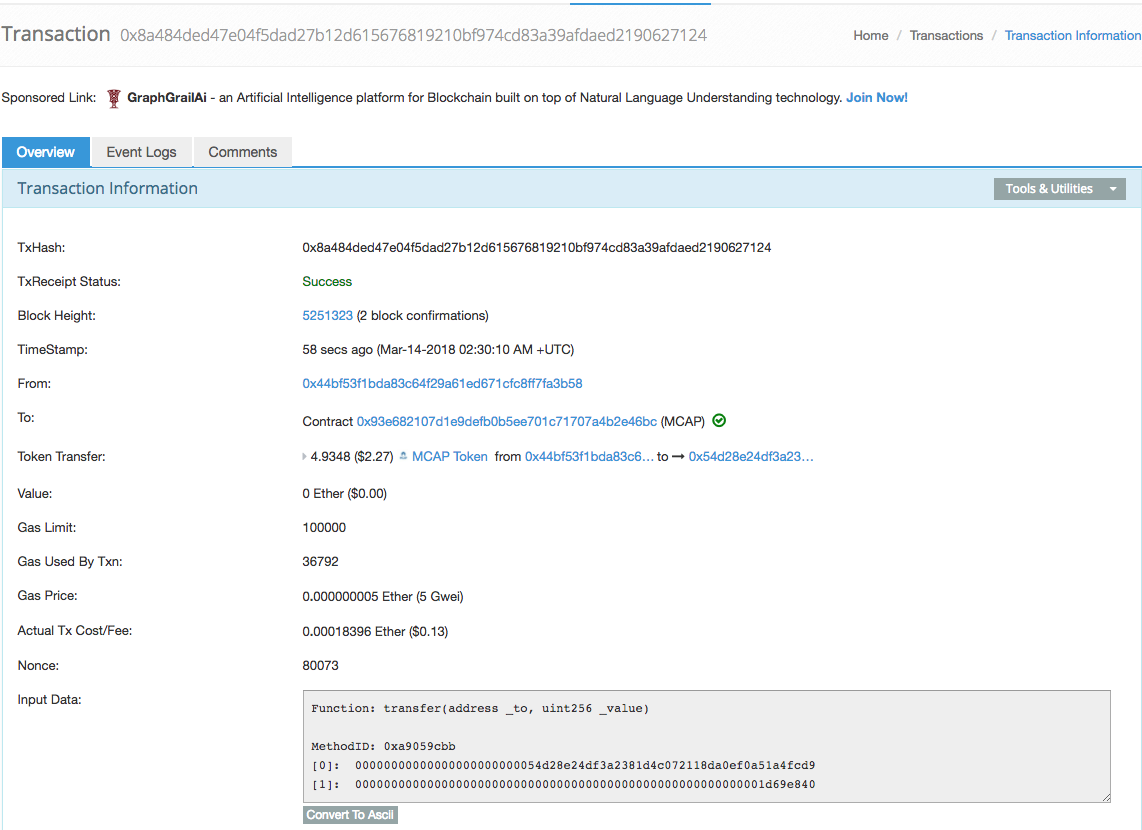 Transaction 0x8a484ded47e04f5dad27b12d615676819210bf974cd83a39afdaed2190627124 Home / Transactions / Transaction Information
Sponsored Link: GraphGrailAi - an Artificial Intelligence platform for Blockchain built on top of Natural Language Understanding technology. Join Now!
Overview Event Logs Comments
Transaction Information Tools & Utilities
TxHash: 0x8a484ded47e04f5dad27b12d615676819210bf974cd83a39afdaed2190627124
TxReceipt Status: Success
Block Height: 5251323 (2 block confirmations)
TimeStamp: 58 secs ago (Mar-14-2018 02:30:10 AM +UTC)
From: 0x44bf53f1bda83c64f29a61ed671cfc8ff7fa3b58
To: Contract 0x93e682107d1e9defb0b5ee701c71707a4b2e46bc (MCAP)
Token Transfer: 4.9348 ($2.27) MCAP Token from 0x44bf53f1bda83c6... to → 0x54d28e24df3a23...
Value: 0 Ether ($0.00)
Gas Limit: 100000
Gas Used By Txn: 36792
Gas Price: 0.000000005 Ether (5 Gwei)
Actual Tx Cost/Fee: 0.00018396 Ether ($0.13)
Nonce: 80073
Input Data: Function: transfer(address _to, uint256 _value)
MethodID: 0xa9059cbb
[0]: 00000000000000000000000054d28e24df3a2381d4c072118da0ef0a51a4fcd9
[1]: 000000000000000000000000000000000000000000000000000000001d69e840
Convert To Ascii